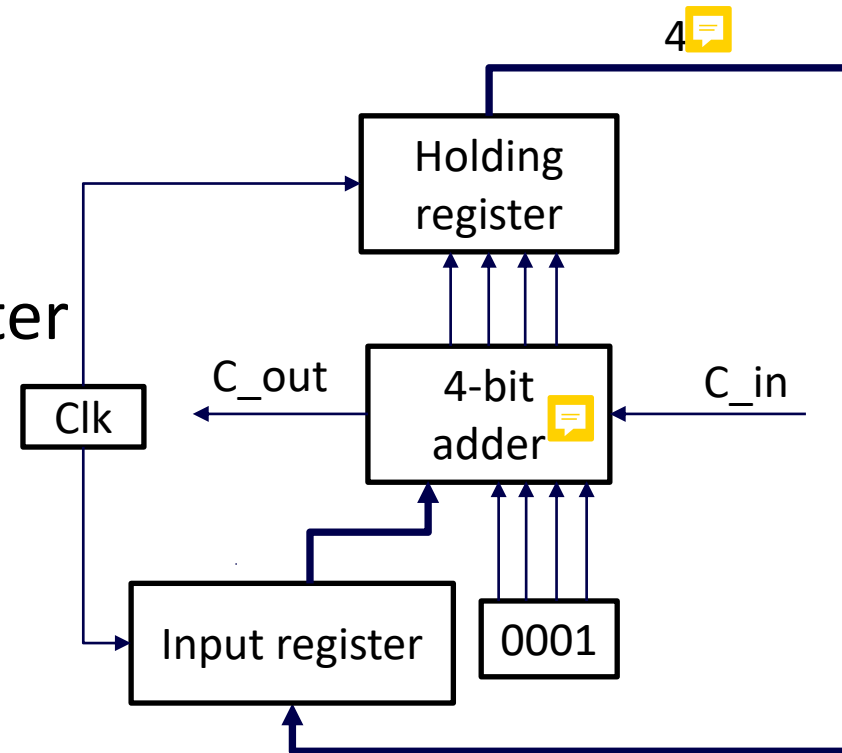 4
Holding
register
ter
C_out
4-bit
adder
C_in
Clk
Input register
0001